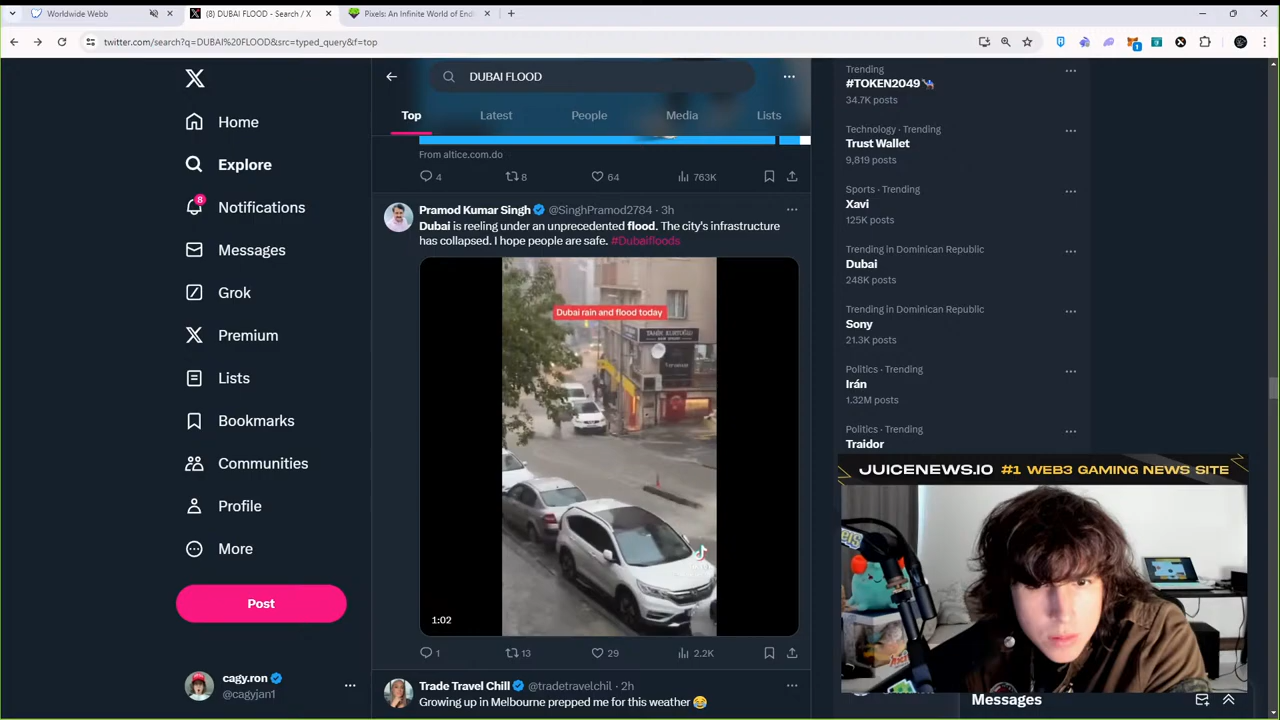 Worldwide Webb
(8) DUBAI FLOOD - Search / X
Pixels: An Infinite World of End
twitter.com/search?q=DUBAI%20FLOOD&src=typed_query&f=top
1
DUBAI FLOOD
Top
Latest
People
Media
Lists
Home
Explore
8
Notifications
Messages
Grok
Premium
Lists
Bookmarks
Communities
Profile
More
Post
cagy.ron
@cagyjan1
From altice.com.do
4
8
64
763K
Pramod Kumar Singh @SinghPramod2784 · 3h
Dubai is reeling under an unprecedented flood. The city's infrastructure
has collapsed. I hope people are safe. #Dubaifloods
Dubai rain and flood today
1:02
1
13
29
2.2K
Trade Travel Chill @tradetravelchil · 2h
Growing up in Melbourne prepped me for this weather 😂
Trending
#TOKEN2049
34.7K posts
Technology · Trending
Trust Wallet
9,819 posts
Sports · Trending
Xavi
125K posts
Trending in Dominican Republic
Dubai
248K posts
Trending in Dominican Republic
Sony
21.3K posts
Politics · Trending
Irán
1.32M posts
Politics · Trending
Traidor
JUICENEWS.IO #1 WEB3 GAMING NEWS SITE
Messages